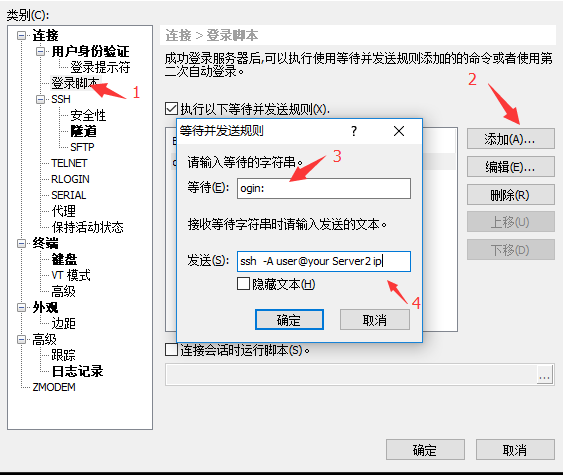 类别(C):
连接
用户身份验证
登录提示符
登录脚本
1
SSH
安全性
隧道
SFTP
TELNET
RLOGIN
SERIAL
代理
保持活动状态
终端
键盘
VT 模式
高级
外观
边距
高级
跟踪
日志记录
ZMODEM
连接 > 登录脚本
成功登录服务器后,可以执行使用等待并发送规则添加的的命令或者使用第
二次自动登录。
2
执行以下等待并发送规则(X).
添加(A)...
编辑(E)...
删除(R)
上移(U)
下移(D)
等待并发送规则
?
请输入等待的字符串。
3
等待(E):
ogin:
接收等待字符串时请输入发送的文本。
发送(S):
ssh  -A user@your Server2 ip
隐藏文本(H)
4
确定
取消
连接会话时运行脚本(S)。
...
确定
取消